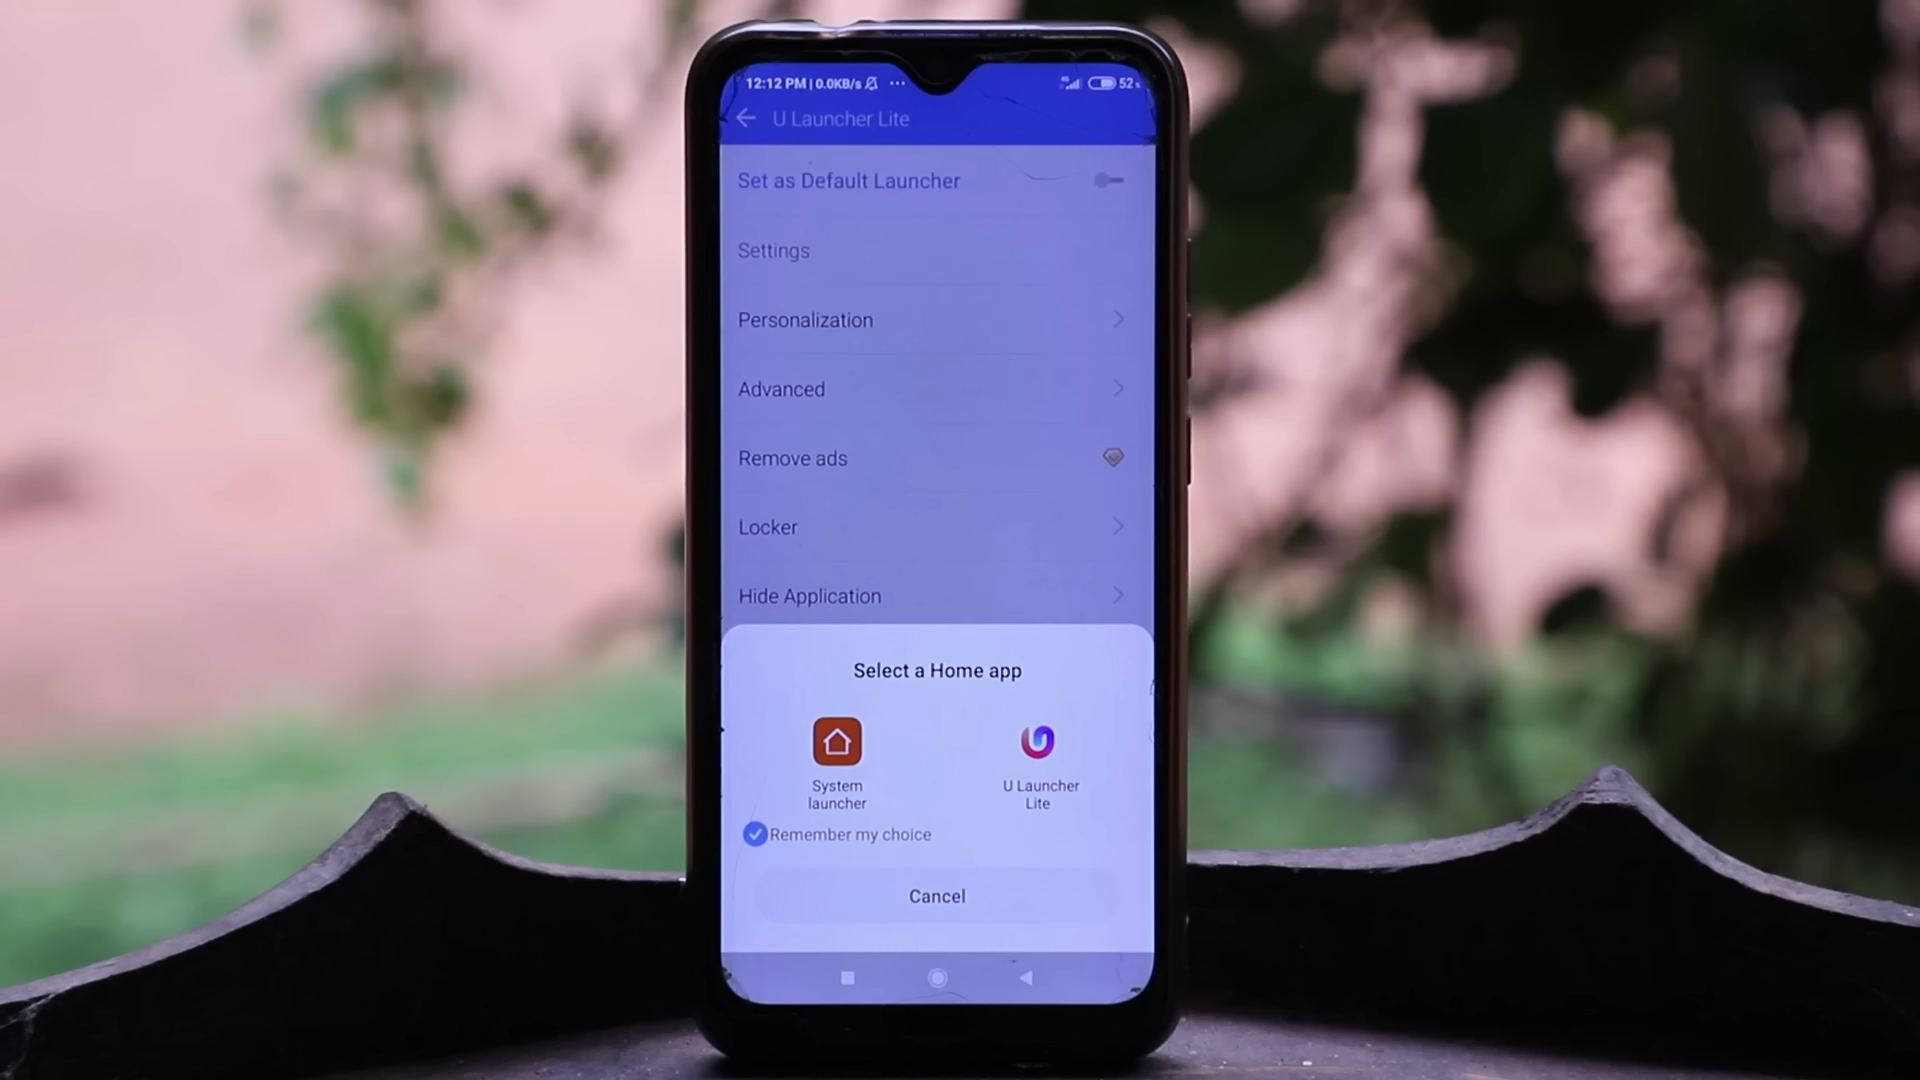 12:12 PM | 0.0KB/s ... 4G 52%
U Launcher Lite
Set as Default Launcher
Settings
Personalization
Advanced
Remove ads
Locker
Hide Application
Select a Home app
System
launcher
U Launcher
Lite
Remember my choice
Cancel